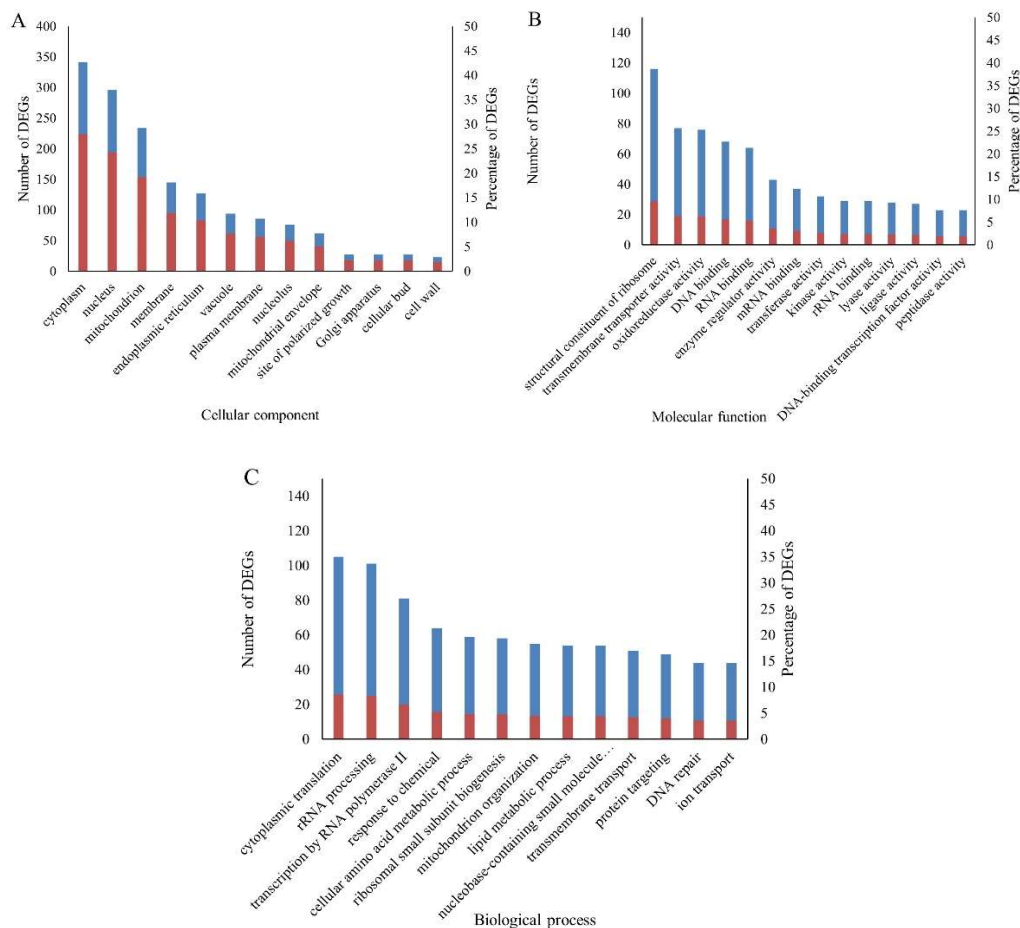 A
400
350
300
250
200
150
100
50
0
Number of DEGs
50
45
40
35
30
25
20
15
10
5
0
Percentage of DEGs
cytoplasm
nucleus
mitochondrion
membrane
endoplasmic reticulum
vacuole
plasma membrane
nucleolus
mitochondrial envelope
site of polarized growth
Golgi apparatus
cellular bud
cell wall
Cellular component
B
140
120
100
80
60
40
20
0
Number of DEGs
50
45
40
35
30
25
20
15
10
5
0
Percentage of DEGs
structural constituent of ribosome
transmembrane transporter activity
oxidoreductase activity
DNA binding
RNA binding
enzyme regulator activity
mRNA binding
transferase activity
kinase activity
rRNA binding
lyase activity
ligase activity
DNA-binding transcription factor activity
peptidase activity
Molecular function
C
140
120
100
80
60
40
20
0
Number of DEGs
50
45
40
35
30
25
20
15
10
5
0
Percentage of DEGs
cytoplasmic translation
rRNA processing
transcription by RNA polymerase II
response to chemical
cellular amino acid metabolic process
ribosomal small subunit biogenesis
mitochondrion organization
lipid metabolic process
nucleobase-containing small molecule…
transmembrane transport
protein targeting
DNA repair
ion transport
Biological process